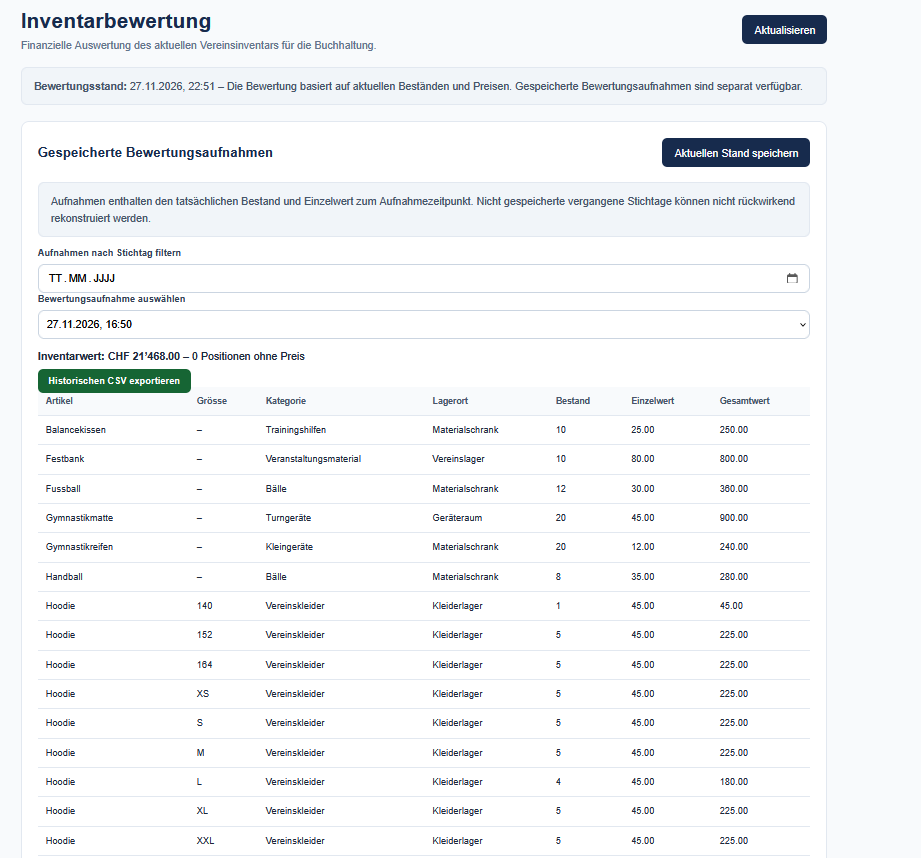 Inventarbewertung
Aktualisieren
Finanzielle Auswertung des aktuellen Vereinsinventars für die Buchhaltung.
Bewertungsstand: 27.11.2026, 22:51 – Die Bewertung basiert auf aktuellen Beständen und Preisen. Gespeicherte Bewertungsaufnahmen sind separat verfügbar.
Gespeicherte Bewertungsaufnahmen
Aktuellen Stand speichern
Aufnahmen enthalten den tatsächlichen Bestand und Einzelwert zum Aufnahmezeitpunkt. Nicht gespeicherte vergangene Stichtage können nicht rückwirkend
rekonstruiert werden.
Aufnahmen nach Stichtag filtern
TT.MM.JJJJ
Bewertungsaufnahme auswählen
27.11.2026, 16:50
Inventarwert: CHF 21’468.00 – 0 Positionen ohne Preis
Historischen CSV exportieren
Artikel Grösse Kategorie Lagerort Bestand Einzelwert Gesamtwert
Balancekissen – Trainingshilfen Materialschrank 10 25.00 250.00
Festbank – Veranstaltungsmaterial Vereinslager 10 80.00 800.00
Fussball – Bälle Materialschrank 12 30.00 360.00
Gymnastikmatte – Turngeräte Geräteraum 20 45.00 900.00
Gymnastikreifen – Kleingeräte Materialschrank 20 12.00 240.00
Handball – Bälle Materialschrank 8 35.00 280.00
Hoodie 140 Vereinskleider Kleiderlager 1 45.00 45.00
Hoodie 152 Vereinskleider Kleiderlager 5 45.00 225.00
Hoodie 164 Vereinskleider Kleiderlager 5 45.00 225.00
Hoodie XS Vereinskleider Kleiderlager 5 45.00 225.00
Hoodie S Vereinskleider Kleiderlager 5 45.00 225.00
Hoodie M Vereinskleider Kleiderlager 5 45.00 225.00
Hoodie L Vereinskleider Kleiderlager 4 45.00 180.00
Hoodie XL Vereinskleider Kleiderlager 5 45.00 225.00
Hoodie XXL Vereinskleider Kleiderlager 5 45.00 225.00